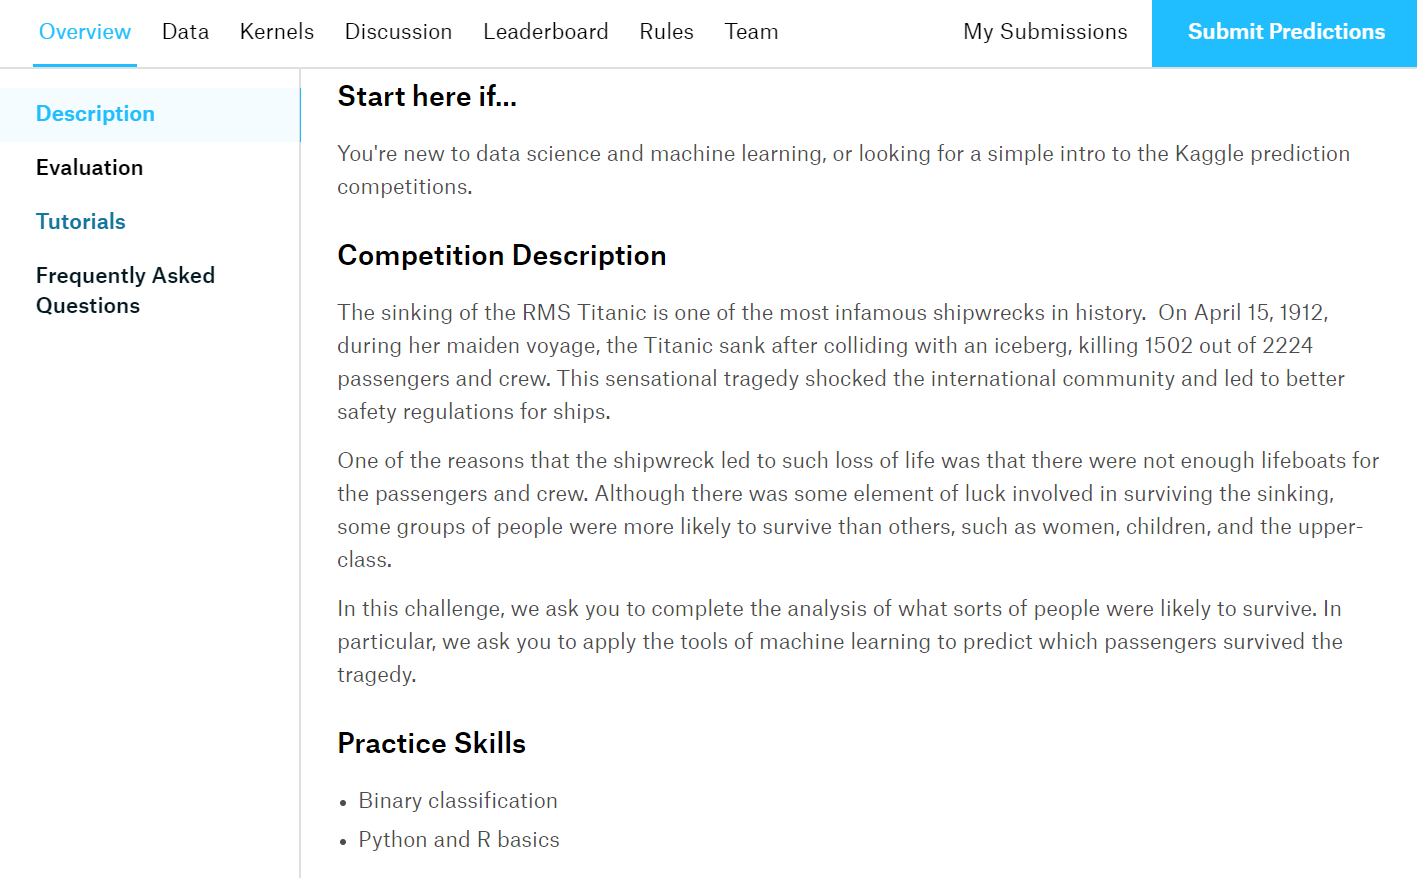 Overview Data Kernels Discussion Leaderboard Rules Team My Submissions Submit Predictions
Description
Evaluation
Tutorials
Frequently Asked
Questions
Start here if...
You're new to data science and machine learning, or looking for a simple intro to the Kaggle prediction
competitions.
Competition Description
The sinking of the RMS Titanic is one of the most infamous shipwrecks in history.  On April 15, 1912,
during her maiden voyage, the Titanic sank after colliding with an iceberg, killing 1502 out of 2224
passengers and crew. This sensational tragedy shocked the international community and led to better
safety regulations for ships.
One of the reasons that the shipwreck led to such loss of life was that there were not enough lifeboats for
the passengers and crew. Although there was some element of luck involved in surviving the sinking,
some groups of people were more likely to survive than others, such as women, children, and the upper-
class.
In this challenge, we ask you to complete the analysis of what sorts of people were likely to survive. In
particular, we ask you to apply the tools of machine learning to predict which passengers survived the
tragedy.
Practice Skills
• Binary classification
• Python and R basics